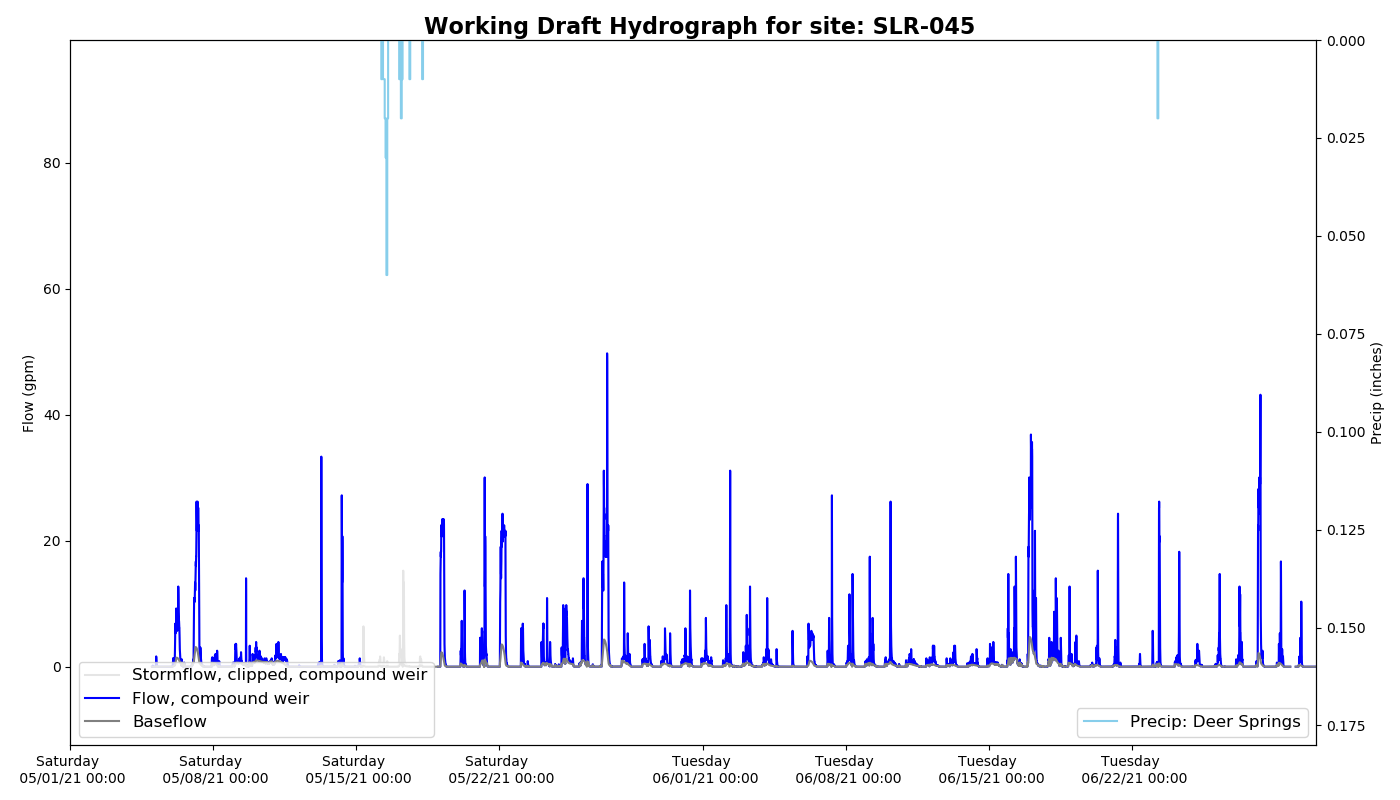 Working Draft Hydrograph for site: SLR-045
Flow (gpm)
80
60
40
20
0
0.000
0.025
0.050
0.075
0.100
0.125
0.150
0.175
Precip (inches)
Stormflow, clipped, compound weir
Flow, compound weir
Baseflow
Precip: Deer Springs
Saturday
05/01/21 00:00
Saturday
05/08/21 00:00
Saturday
05/15/21 00:00
Saturday
05/22/21 00:00
Tuesday
06/01/21 00:00
Tuesday
06/08/21 00:00
Tuesday
06/15/21 00:00
Tuesday
06/22/21 00:00